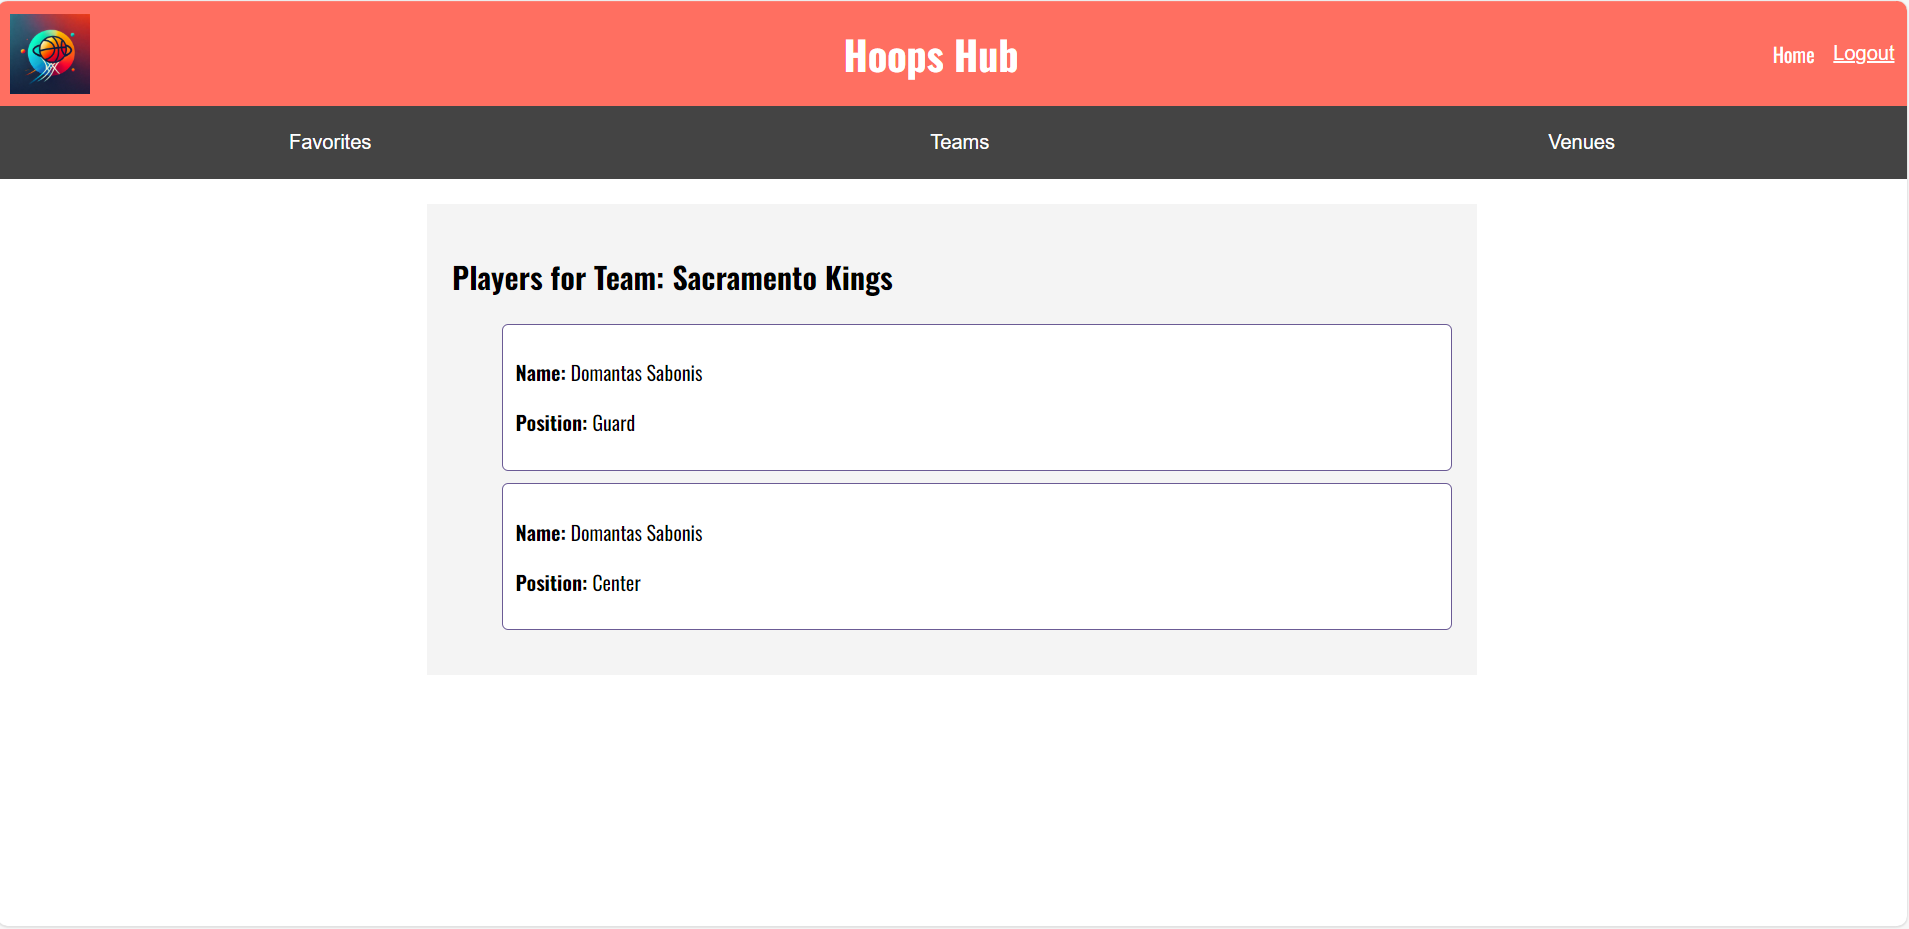 Hoops Hub
Home Logout
Favorites Teams Venues
Players for Team: Sacramento Kings
Name: Domantas Sabonis
Position: Guard
Name: Domantas Sabonis
Position: Center